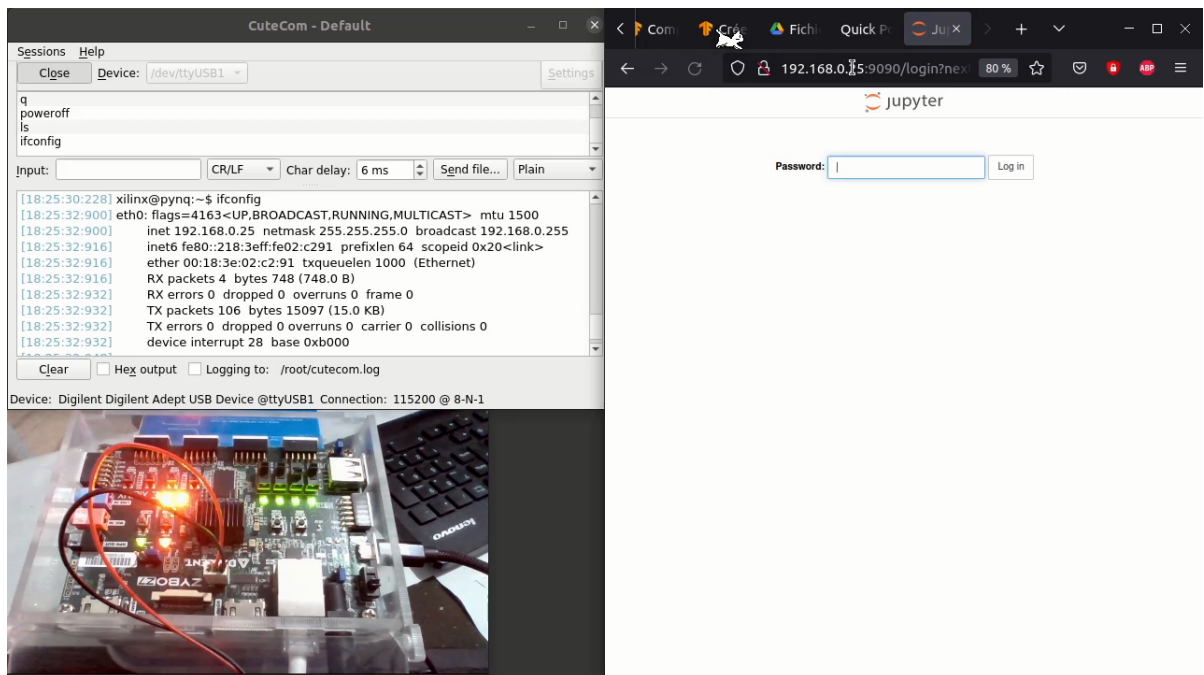 CuteCom - Default
Sessions Help
Close Device: /dev/ttyUSB1 Settings
q
poweroff
ls
ifconfig
Input: CR/LF Char delay: 6 ms Send file... Plain
[18:25:30:228] xilinx@pynq:~$ ifconfig
[18:25:32:900] eth0: flags=4163<UP,BROADCAST,RUNNING,MULTICAST> mtu 1500
[18:25:32:900] inet 192.168.0.25 netmask 255.255.255.0 broadcast 192.168.0.255
[18:25:32:916] inet6 fe80::218:3eff:fe02:c291 prefixlen 64 scopeid 0x20<link>
[18:25:32:916] ether 00:18:3e:02:c2:91 txqueuelen 1000 (Ethernet)
[18:25:32:916] RX packets 4 bytes 748 (748.0 B)
[18:25:32:932] RX errors 0 dropped 0 overruns 0 frame 0
[18:25:32:932] TX packets 106 bytes 15097 (15.0 KB)
[18:25:32:932] TX errors 0 dropped 0 overruns 0 carrier 0 collisions 0
[18:25:32:932] device interrupt 28 base 0xb000
Clear Hex output Logging to: /root/cutecom.log
Device: Digilent Digilent Adept USB Device @ttyUSB1 Connection: 115200 @ 8-N-1
lenovo
DIGILENT
ZYBO Z7
Com Crée Fichi Quick Po Jup
192.168.0.25:9090/login?nex 80 % ABP
jupyter
Password: Log in